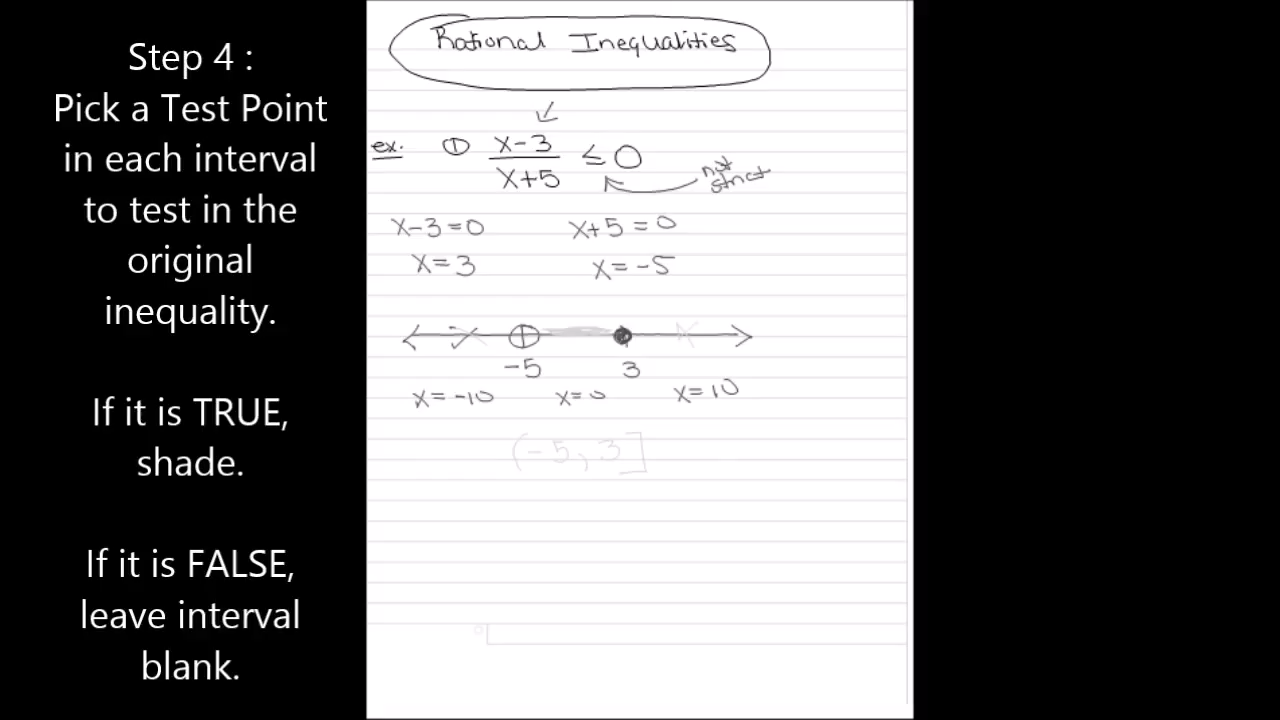 Step 4 :
Pick a Test Point
in each interval
to test in the
original
inequality.
If it is TRUE,
shade.
If it is FALSE,
leave interval
blank.
Rational Inequalities
ex. ① x-3
x+5
≤ 0
not
strict
x-3=0 x+5=0
x=3 x=-5
-5 3
x=-10 x=0 x=10
(-5, 3]